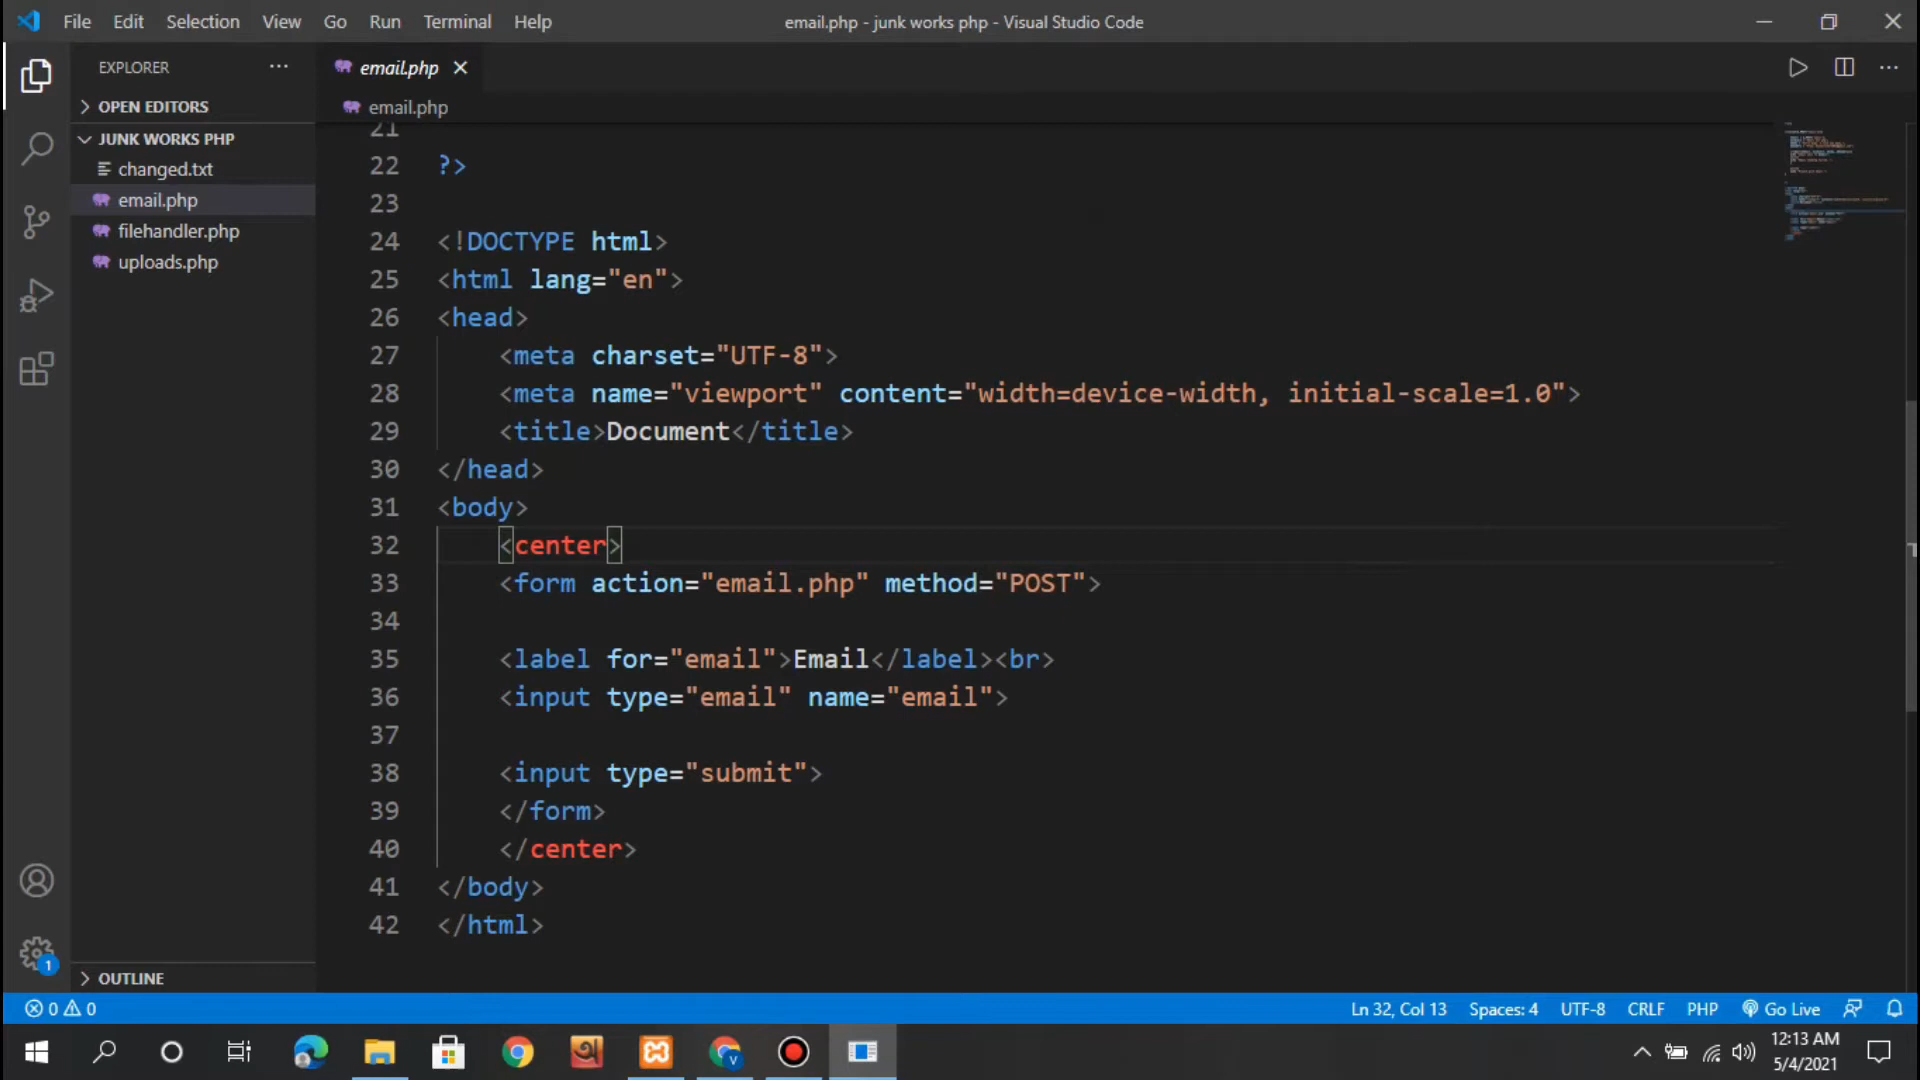 File Edit Selection View Go Run Terminal Help
email.php - junk works php - Visual Studio Code
EXPLORER
email.php
OPEN EDITORS
email.php
JUNK WORKS PHP
changed.txt
email.php
filehandler.php
uploads.php
21
22 ?>
23
24 <!DOCTYPE html>
25 <html lang="en">
26 <head>
27 <meta charset="UTF-8">
28 <meta name="viewport" content="width=device-width, initial-scale=1.0">
29 <title>Document</title>
30 </head>
31 <body>
32 <center>
33 <form action="email.php" method="POST">
34
35 <label for="email">Email</label><br>
36 <input type="email" name="email">
37
38 <input type="submit">
39 </form>
40 </center>
41 </body>
42 </html>
1
OUTLINE
0 0
Ln 32, Col 13 Spaces: 4 UTF-8 CRLF PHP Go Live
V
অ
12:13 AM
5/4/2021